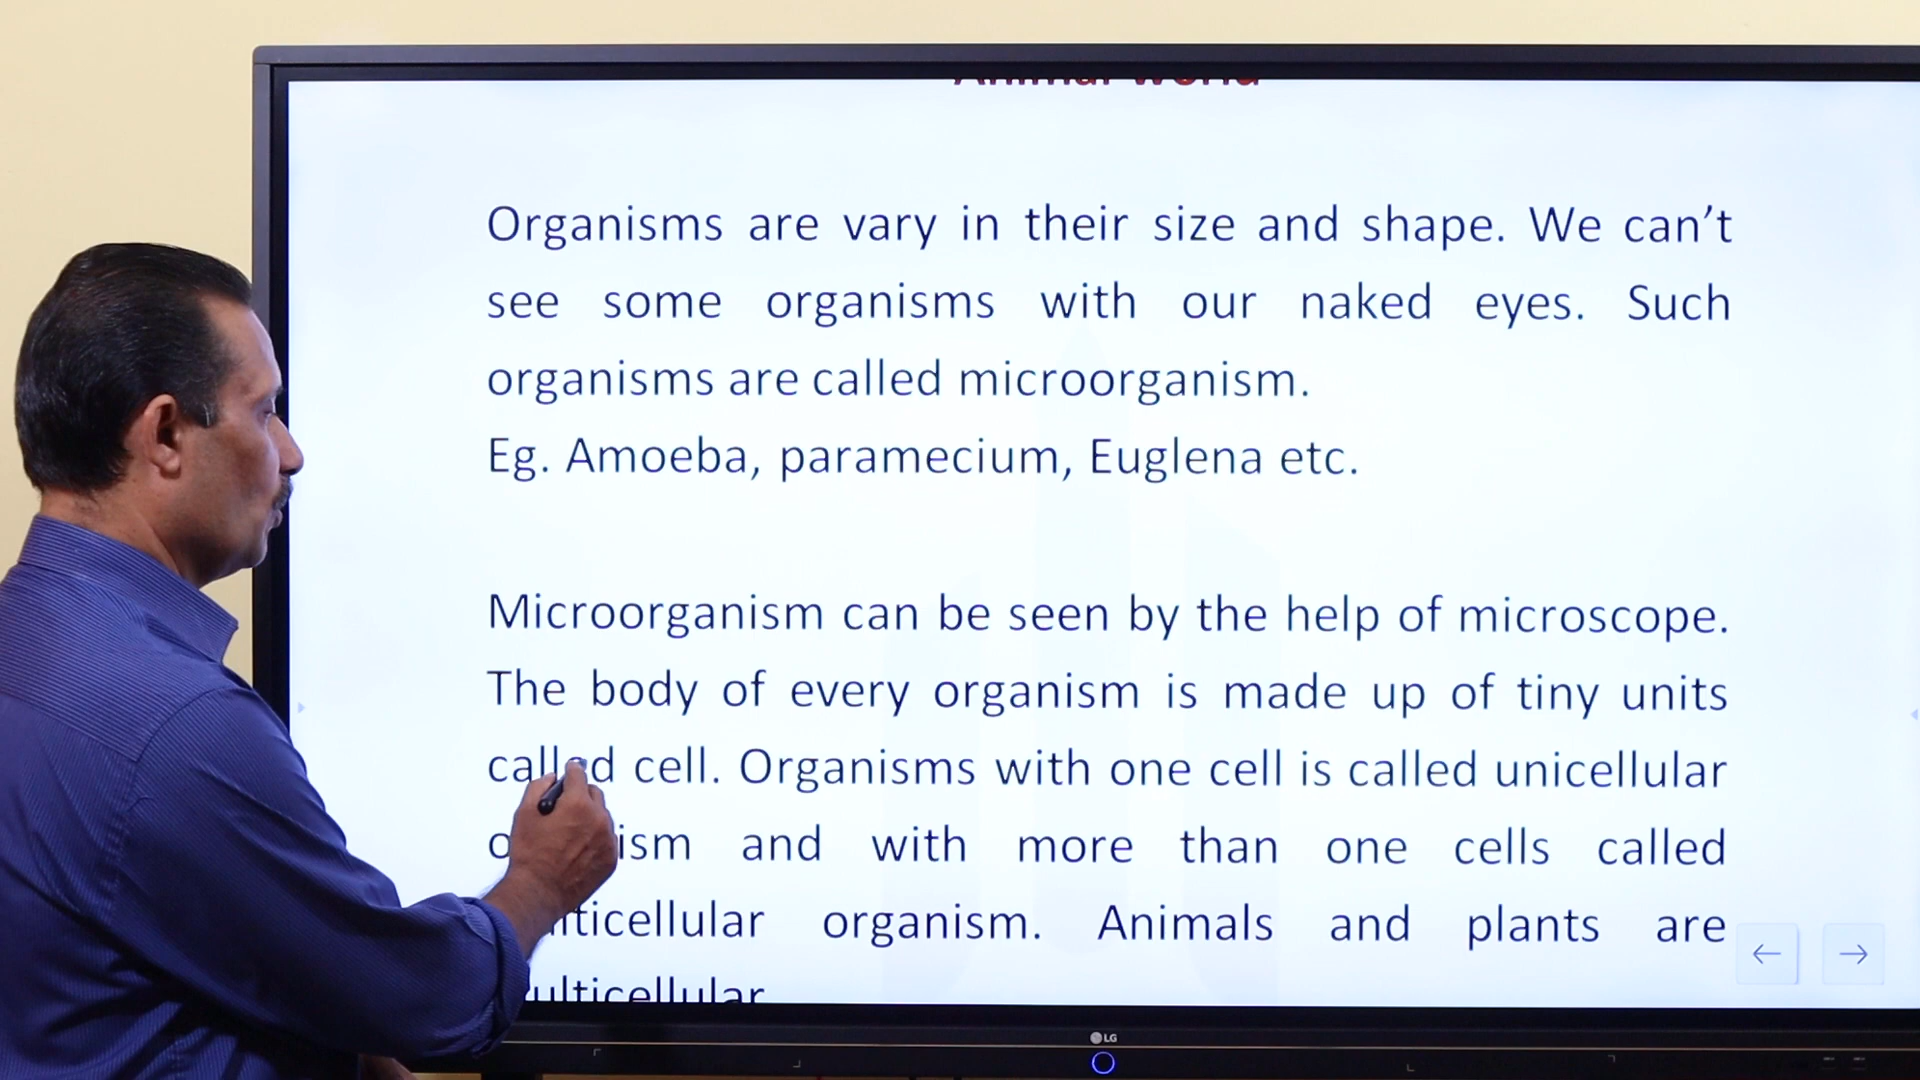 Animal World
Organisms are vary in their size and shape. We can’t
see some organisms with our naked eyes. Such
organisms are called microorganism.
Eg. Amoeba, paramecium, Euglena etc.
Microorganism can be seen by the help of microscope.
The body of every organism is made up of tiny units
called cell. Organisms with one cell is called unicellular
and with more than one cells called
organism. Animals and plants are
LG